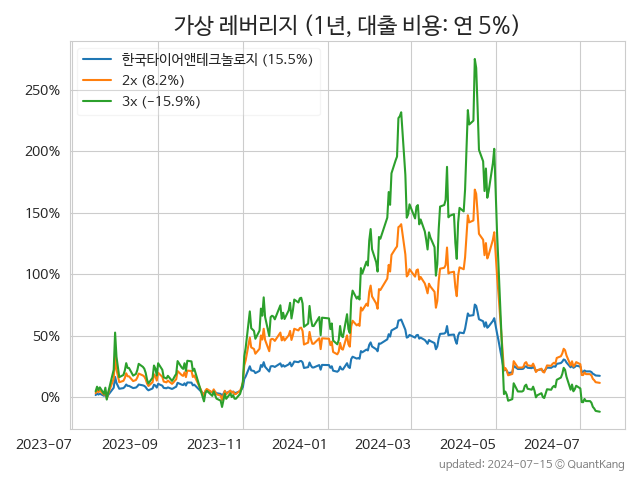 가상 레버리지 (1년, 대출 비용: 연 5%)
한국타이어앤테크놀로지 (15.5%)
2x (8.2%)
3x (−15.9%)
250%
200%
150%
100%
50%
0%
2023-07 2023-09 2023-11 2024-01 2024-03 2024-05 2024-07
updated: 2024-07-15 © QuantKang